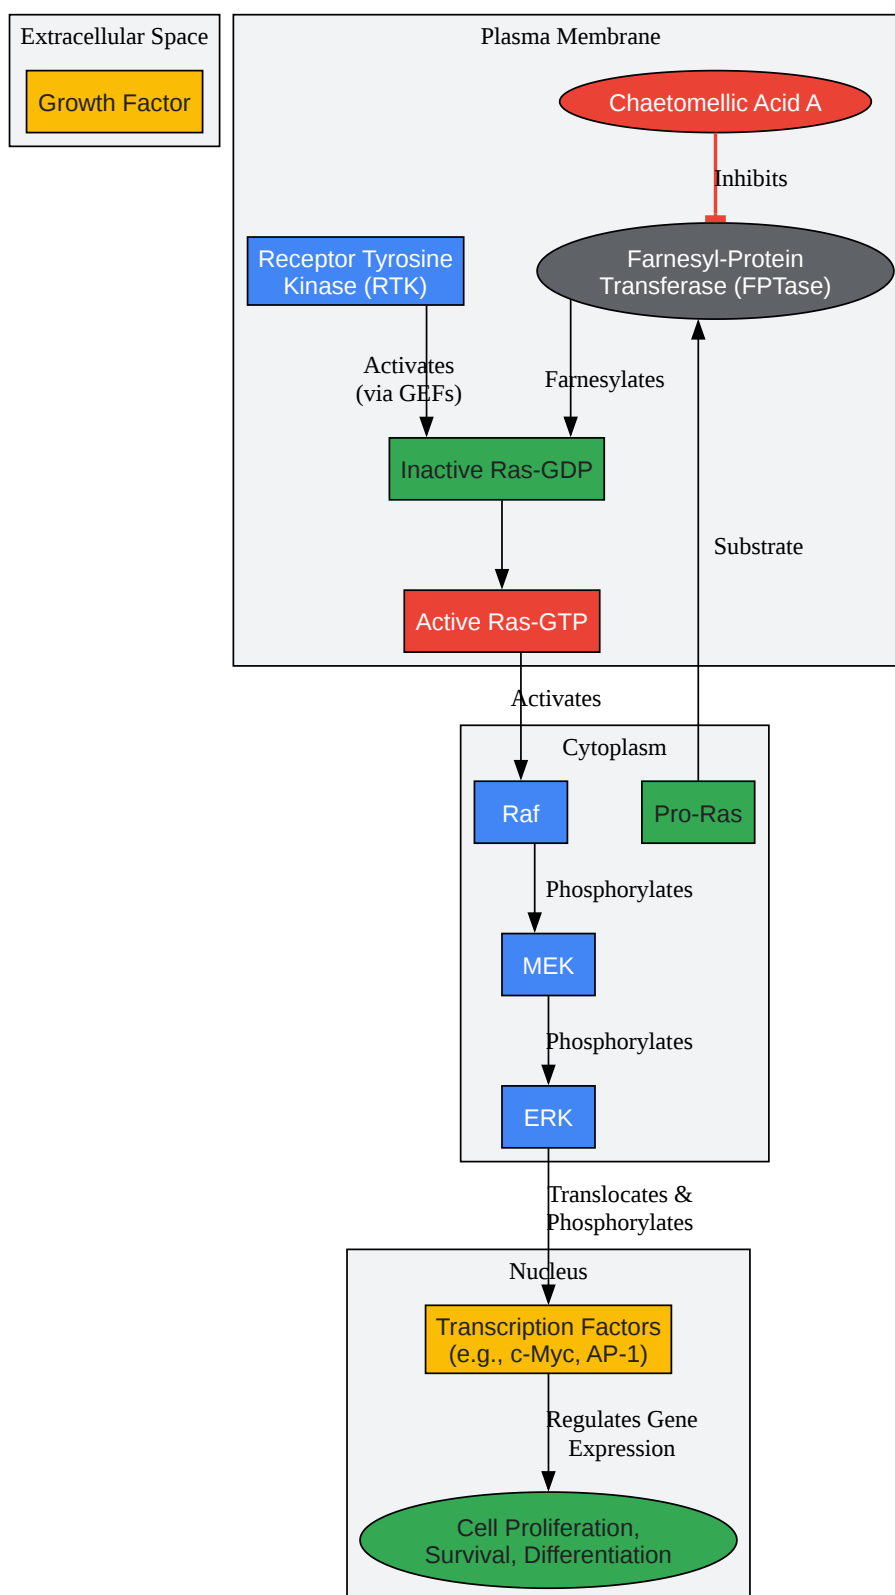 Extracellular Space
Growth Factor
Plasma Membrane
Chaetomellic Acid A
Inhibits
Receptor Tyrosine
Kinase (RTK)
Farnesyl-Protein
Transferase (FPTase)
Activates
(via GEFs)
Farnesylates
Inactive Ras-GDP
Substrate
Active Ras-GTP
Activates
Cytoplasm
Raf
Pro-Ras
Phosphorylates
MEK
Phosphorylates
ERK
Translocates &
Phosphorylates
Nucleus
Transcription Factors
(e.g., c-Myc, AP-1)
Regulates Gene
Expression
Cell Proliferation,
Survival, Differentiation